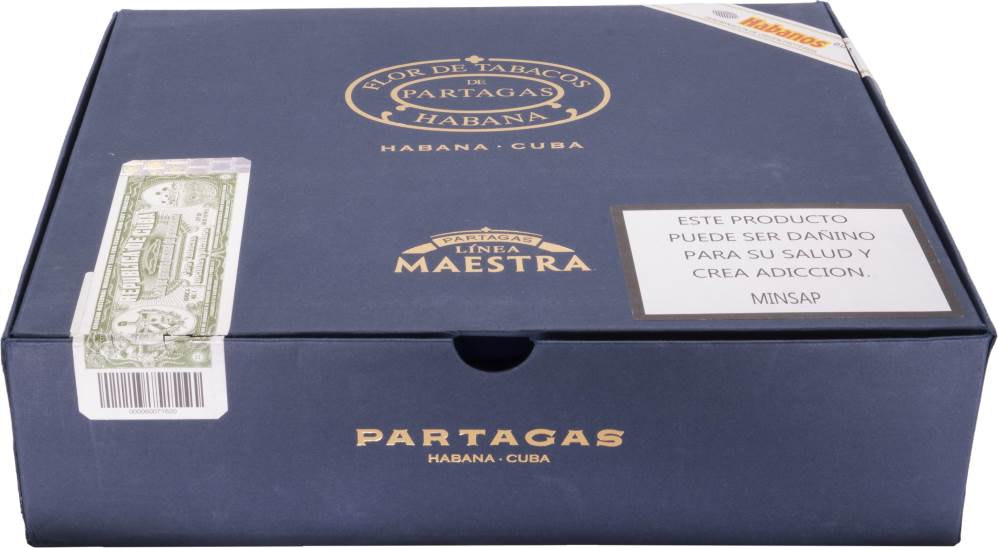 Habanos
FLOR DE TABACOS
DE
PARTAGAS
HABANA
HABANA · CUBA
REPUBLICA DE CUBA
PARTAGAS
LÍNEA
MAESTRA
ESTE PRODUCTO
PUEDE SER DAÑINO
PARA SU SALUD Y
CREA ADICCION.
MINSAP
000060071620
PARTAGAS
HABANA · CUBA